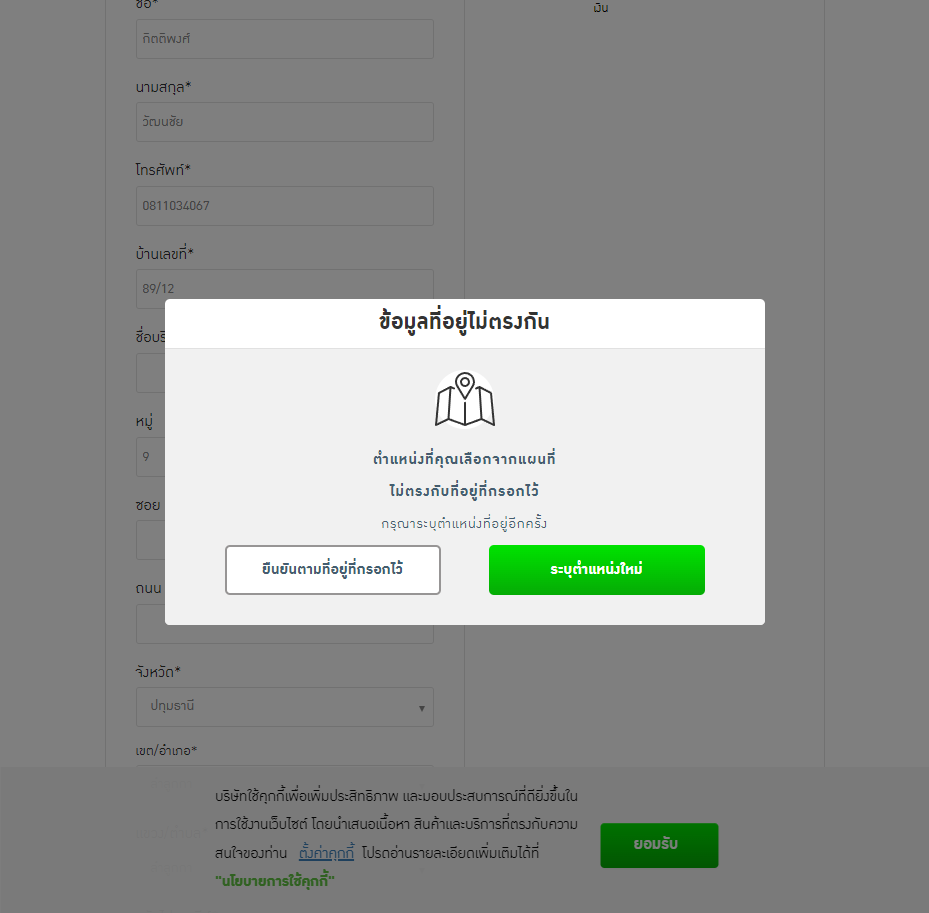 ชื่อ*
เงิน
กิตติพงศ์
นามสกุล*
วัฒนชัย
โทรศัพท์*
0811034067
บ้านเลขที่*
89/12
ข้อมูลที่อยู่ไม่ตรงกัน
หมู่
9
ตำแหน่งที่คุณเลือกจากแผนที่
ไม่ตรงกับที่อยู่ที่กรอกไว้
ซอย
กรุณาระบุตำแหน่งที่อยู่อีกครั้ง
ยืนยันตามที่อยู่ที่กรอกไว้
ระบุตำแหน่งใหม่
ถนน
จังหวัด*
ปทุมธานี
เขต/อำเภอ*
บริษัทใช้คุกกี้เพื่อเพิ่มประสิทธิภาพ และมอบประสบการณ์ที่ดียิ่งขึ้นใน
การใช้งานเว็บไซต์ โดยนำเสนอเนื้อหา สินค้าและบริการที่ตรงกับความ
สนใจของท่าน ตั้งค่าคุกกี้ โปรดอ่านรายละเอียดเพิ่มเติมได้ที่
"นโยบายการใช้คุกกี้"
ยอมรับ